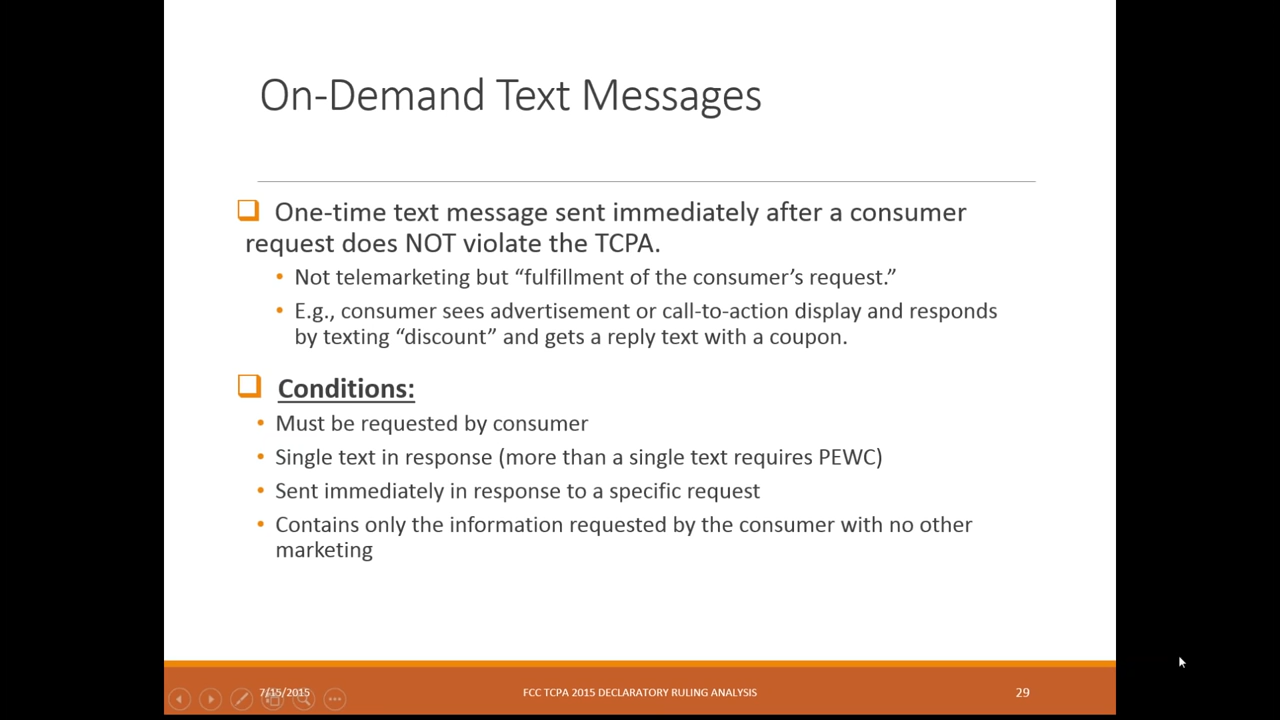 On-Demand Text Messages
One-time text message sent immediately after a consumer
request does NOT violate the TCPA.
• Not telemarketing but “fulfillment of the consumer’s request.”
• E.g., consumer sees advertisement or call-to-action display and responds
by texting “discount” and gets a reply text with a coupon.
Conditions:
• Must be requested by consumer
• Single text in response (more than a single text requires PEWC)
• Sent immediately in response to a specific request
• Contains only the information requested by the consumer with no other
marketing
7/15/2015 FCC TCPA 2015 DECLARATORY RULING ANALYSIS 29